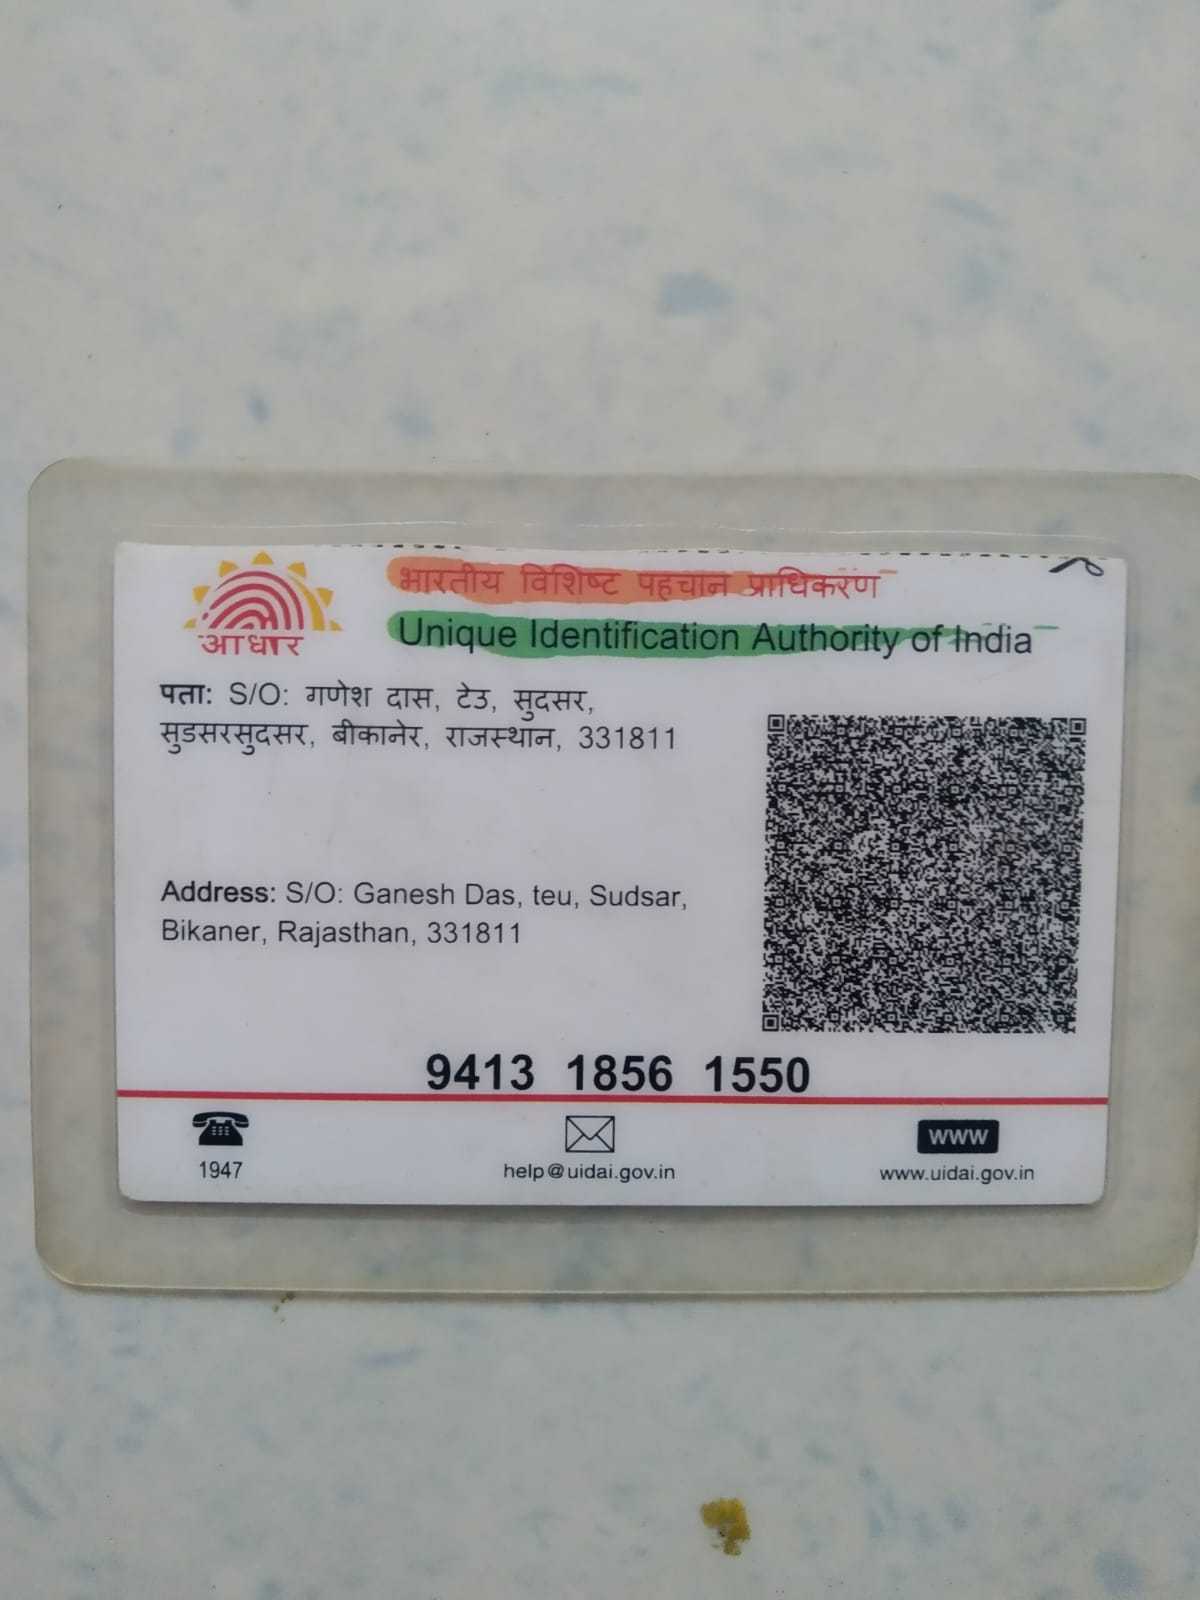 आधार
भारतीय विशिष्ट पहचान प्राधिकरण
Unique Identification Authority of India
पता: S/O: गणेश दास, टेउ, सुदसर,
सुडसरसुदसर, बीकानेर, राजस्थान, 331811
Address: S/O: Ganesh Das, teu, Sudsar,
Bikaner, Rajasthan, 331811
9413 1856 1550
1947
help@uidai.gov.in
www
www.uidai.gov.in